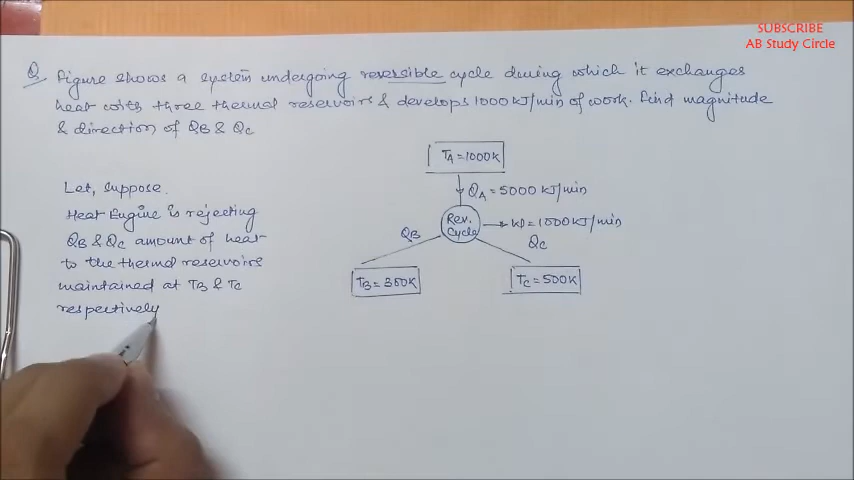 SUBSCRIBE
AB Study Circle
Q. Figure shows a system undergoing reversible cycle during which it exchanges
heat with three thermal reservoirs & develops 1000 kJ/min of work. Find magnitude
& direction of QB & QC
TA=1000K
QA = 5000 kJ/min
Rev.
Cycle
W=1000KJ/min
QB
QC
TB=300K
TC=500K
Let, suppose.
Heat Engine is rejecting
QB & QC amount of heat
to the thermal reservoirs
maintained at TB & TC
respectively